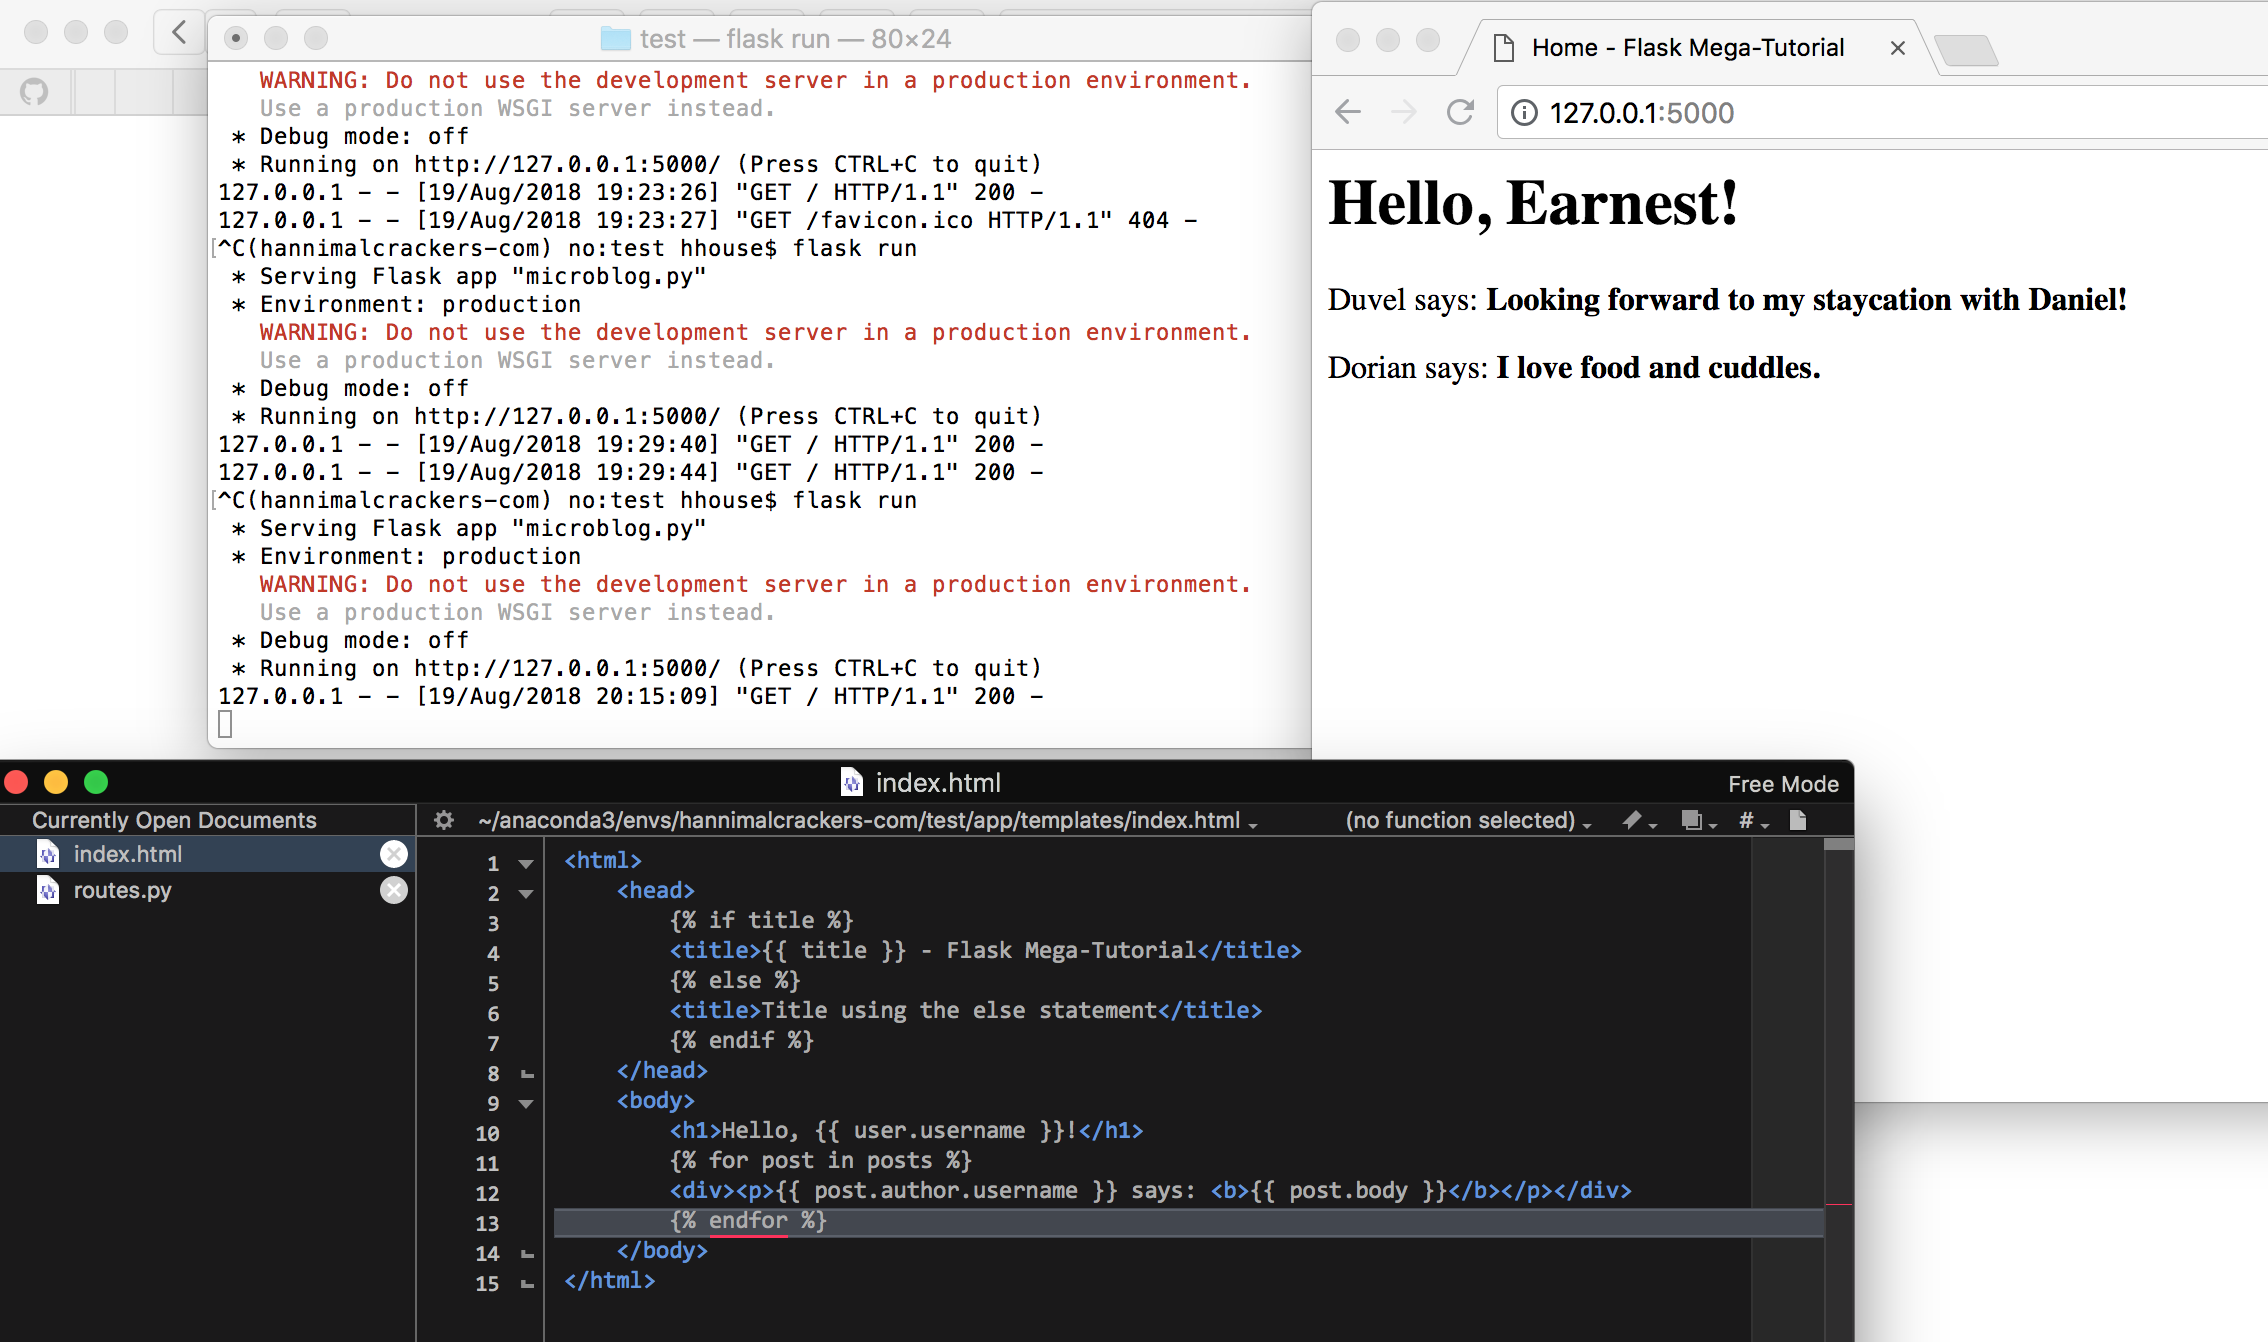 test — flask run — 80×24
WARNING: Do not use the development server in a production environment.
Use a production WSGI server instead.
* Debug mode: off
* Running on http://127.0.0.1:5000/ (Press CTRL+C to quit)
127.0.0.1 - - [19/Aug/2018 19:23:26] "GET / HTTP/1.1" 200 -
127.0.0.1 - - [19/Aug/2018 19:23:27] "GET /favicon.ico HTTP/1.1" 404 -
[^C(hannimalcrackers-com) no:test hhouse$ flask run
* Serving Flask app "microblog.py"
* Environment: production
WARNING: Do not use the development server in a production environment.
Use a production WSGI server instead.
* Debug mode: off
* Running on http://127.0.0.1:5000/ (Press CTRL+C to quit)
127.0.0.1 - - [19/Aug/2018 19:29:40] "GET / HTTP/1.1" 200 -
127.0.0.1 - - [19/Aug/2018 19:29:44] "GET / HTTP/1.1" 200 -
[^C(hannimalcrackers-com) no:test hhouse$ flask run
* Serving Flask app "microblog.py"
* Environment: production
WARNING: Do not use the development server in a production environment.
Use a production WSGI server instead.
* Debug mode: off
* Running on http://127.0.0.1:5000/ (Press CTRL+C to quit)
127.0.0.1 - - [19/Aug/2018 20:15:09] "GET / HTTP/1.1" 200 -
Home - Flask Mega-Tutorial
127.0.0.1:5000
Hello, Earnest!
Duvel says: Looking forward to my staycation with Daniel!
Dorian says: I love food and cuddles.
index.html
Free Mode
Currently Open Documents
index.html
routes.py
~/anaconda3/envs/hannimalcrackers-com/test/app/templates/index.html
(no function selected)
#
1 <html>
2 <head>
3 {% if title %}
4 <title>{{ title }} - Flask Mega-Tutorial</title>
5 {% else %}
6 <title>Title using the else statement</title>
7 {% endif %}
8 </head>
9 <body>
10 <h1>Hello, {{ user.username }}!</h1>
11 {% for post in posts %}
12 <div><p>{{ post.author.username }} says: <b>{{ post.body }}</b></p></div>
13 {% endfor %}
14 </body>
15 </html>